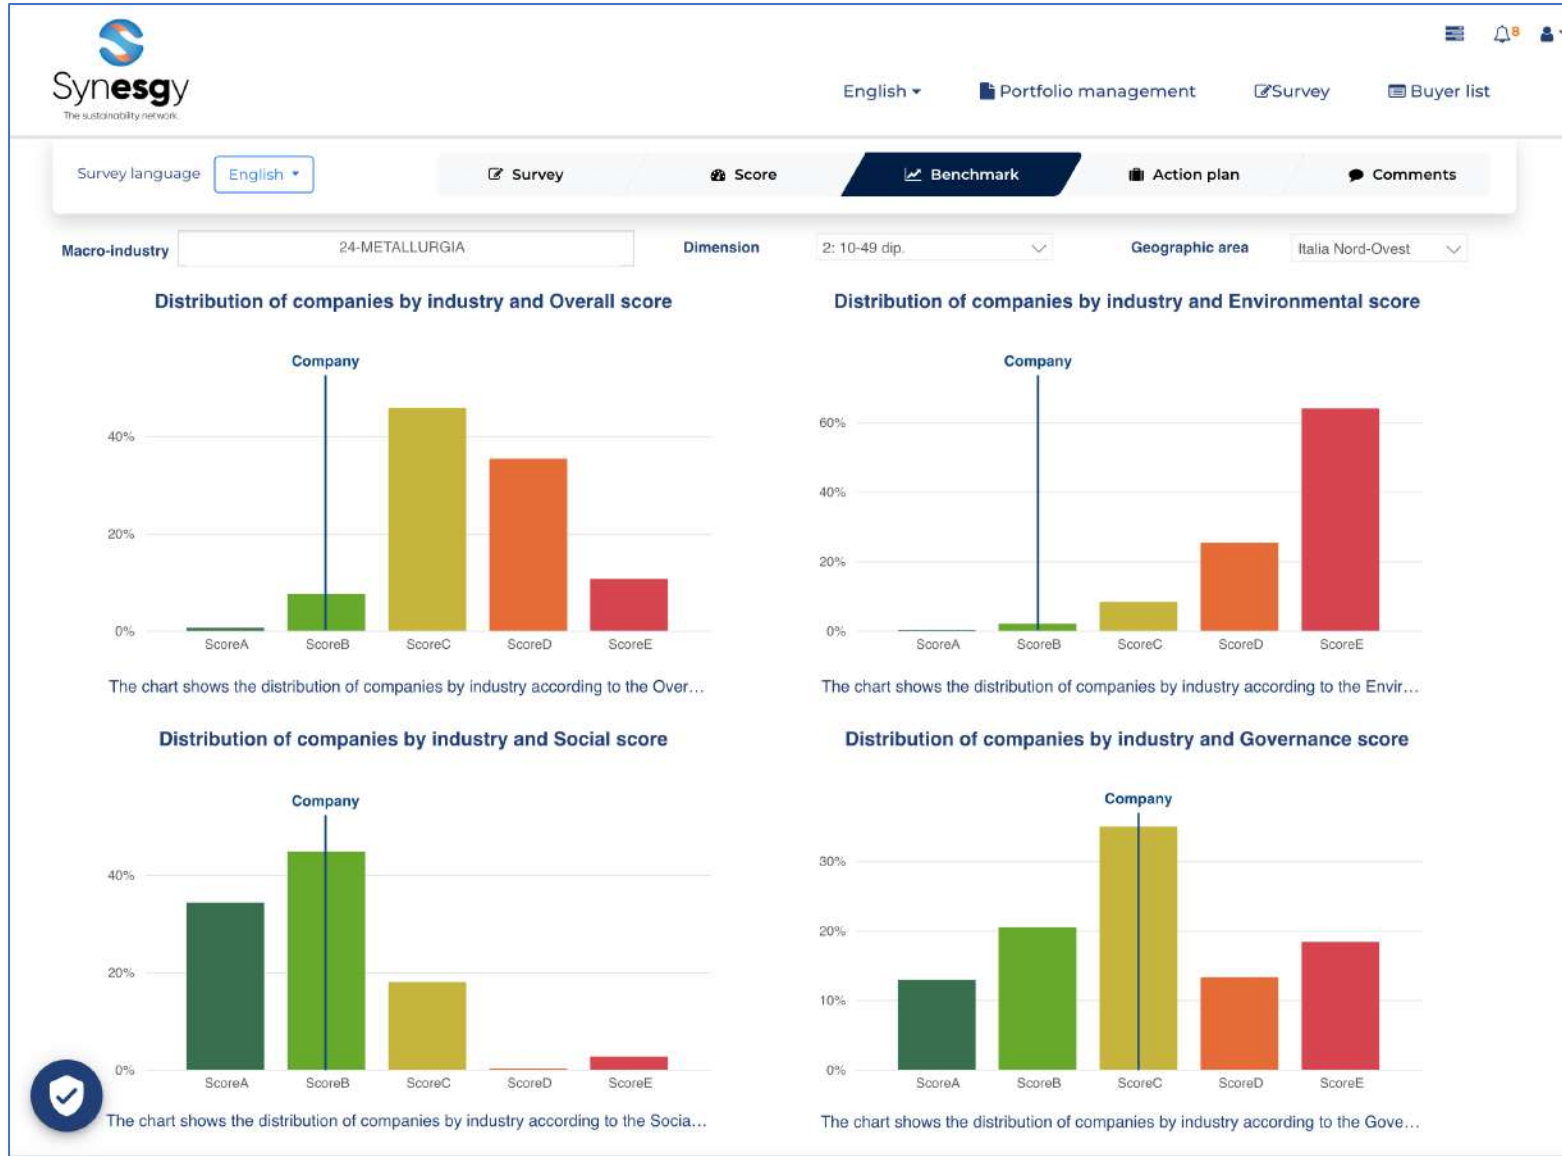 8
English
Portfolio management
Survey
Buyer list
Synesgy
The sustainability network.
Survey language
English
Survey
Score
Benchmark
Action plan
Comments
Macro-industry
24-METALLURGIA
Dimension
2: 10-49 dip.
Geographic area
Italia Nord-Ovest
Distribution of companies by industry and Overall score
Company
40%
20%
0%
ScoreA
ScoreB
ScoreC
ScoreD
ScoreE
The chart shows the distribution of companies by industry according to the Over...
Distribution of companies by industry and Environmental score
Company
60%
40%
20%
0%
ScoreA
ScoreB
ScoreC
ScoreD
ScoreE
The chart shows the distribution of companies by industry according to the Envir...
Distribution of companies by industry and Social score
Company
40%
20%
0%
ScoreA
ScoreB
ScoreC
ScoreD
ScoreE
The chart shows the distribution of companies by industry according to the Socia...
Distribution of companies by industry and Governance score
Company
30%
20%
10%
0%
ScoreA
ScoreB
ScoreC
ScoreD
ScoreE
The chart shows the distribution of companies by industry according to the Gove...